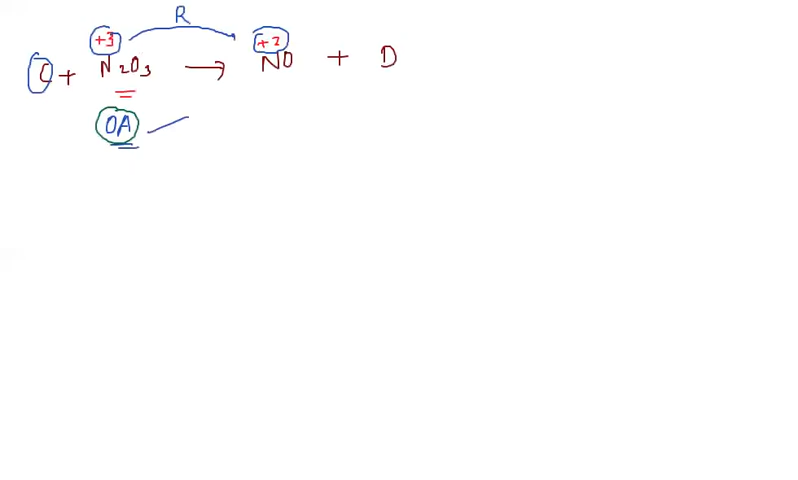 R
+3 +2
C + N₂O₃ → NO + D
OA